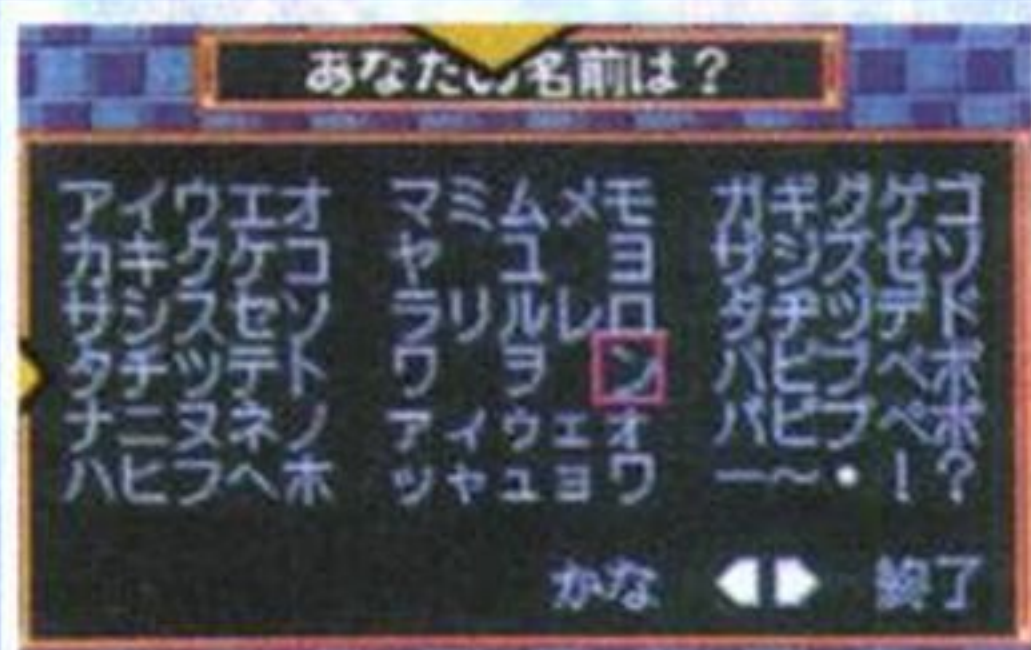 あなたの名前は?
アイウエオ マミムメモ ガギグゲゴ
カキクケコ ヤ ユ ヨ ザジズゼゾ
サシスセソ ラリルレロ ダヂヅデド
タチツテト ワ ヲ ン バビブベボ
ナニヌネノ ァィゥェォ パピプペポ
ハヒフヘホ ッャュョヮ ー~・!?
かな 終了